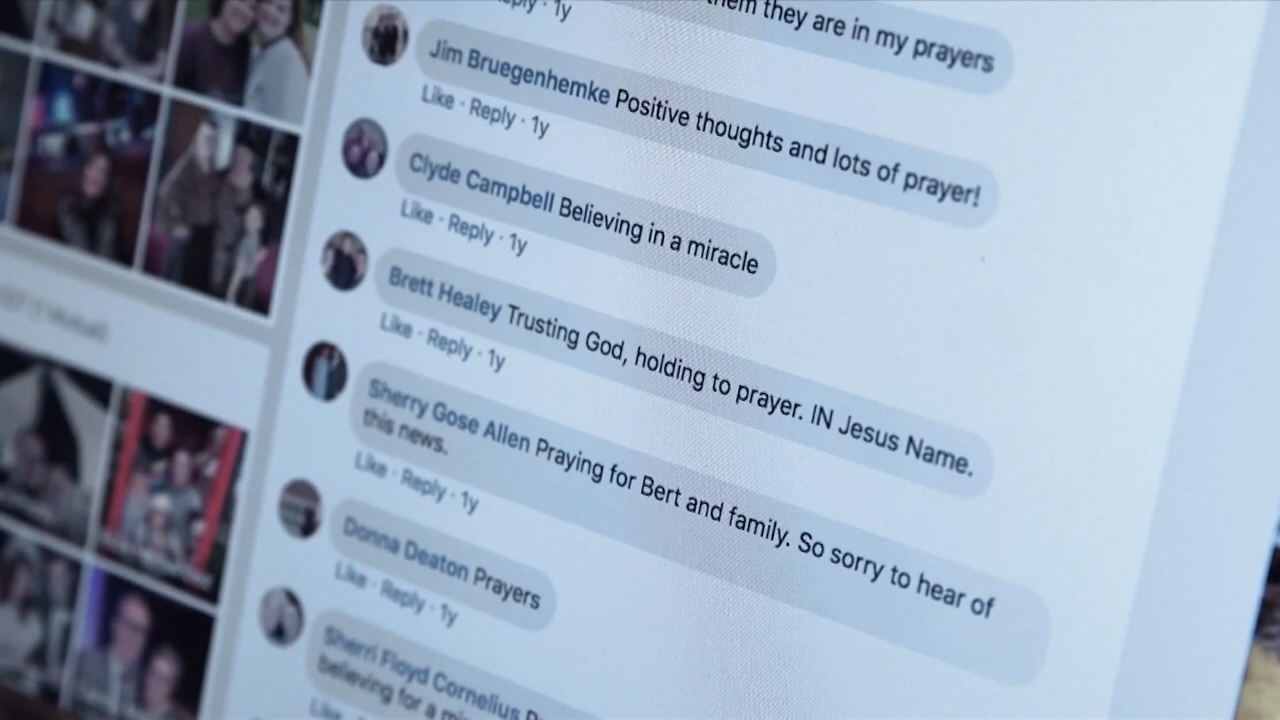 them they are in my prayers
Reply · 1y
Jim Bruegenhemke Positive thoughts and lots of prayer!
Like · Reply · 1y
Clyde Campbell Believing in a miracle
Like · Reply · 1y
Brett Healey Trusting God, holding to prayer. IN Jesus Name.
Like · Reply · 1y
Sherry Gose Allen Praying for Bert and family. So sorry to hear of
this news.
Like · Reply · 1y
Donna Deaton Prayers
Like · Reply · 1y
Sherri Floyd Cornelius
believing for a
Like